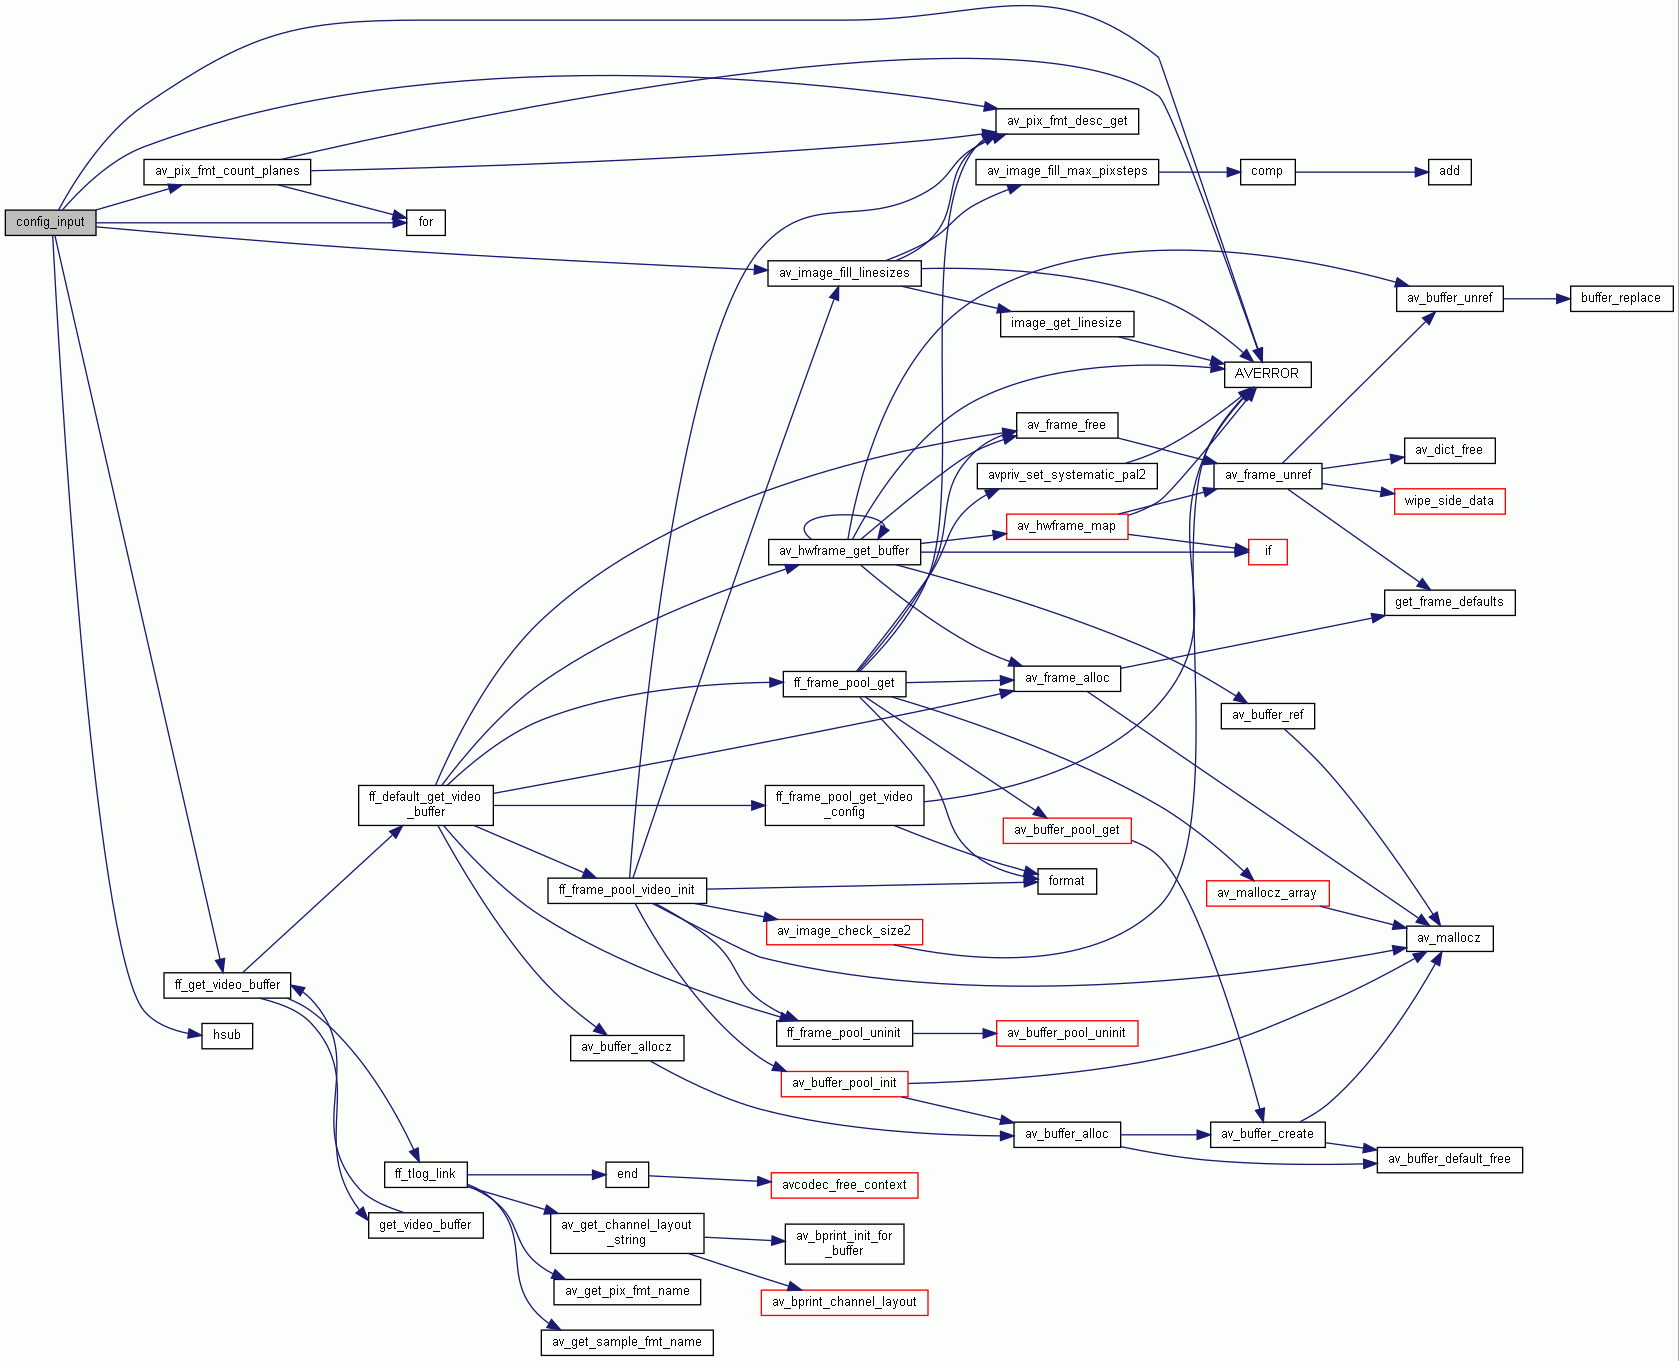 av_pix_fmt_desc_get
av_pix_fmt_count_planes
av_image_fill_max_pixsteps
comp
add
config_input
for
av_image_fill_linesizes
av_buffer_unref
buffer_replace
image_get_linesize
AVERROR
av_frame_free
av_dict_free
avpriv_set_systematic_pal2
av_frame_unref
wipe_side_data
av_hwframe_map
av_hwframe_get_buffer
if
get_frame_defaults
ff_frame_pool_get
av_frame_alloc
av_buffer_ref
ff_default_get_video
_buffer
ff_frame_pool_get_video
_config
av_buffer_pool_get
ff_frame_pool_video_init
format
av_mallocz_array
av_image_check_size2
av_mallocz
ff_get_video_buffer
hsub
ff_frame_pool_uninit
av_buffer_pool_uninit
av_buffer_allocz
av_buffer_pool_init
av_buffer_alloc
av_buffer_create
av_buffer_default_free
ff_tlog_link
end
avcodec_free_context
get_video_buffer
av_get_channel_layout
_string
av_bprint_init_for
_buffer
av_get_pix_fmt_name
av_bprint_channel_layout
av_get_sample_fmt_name